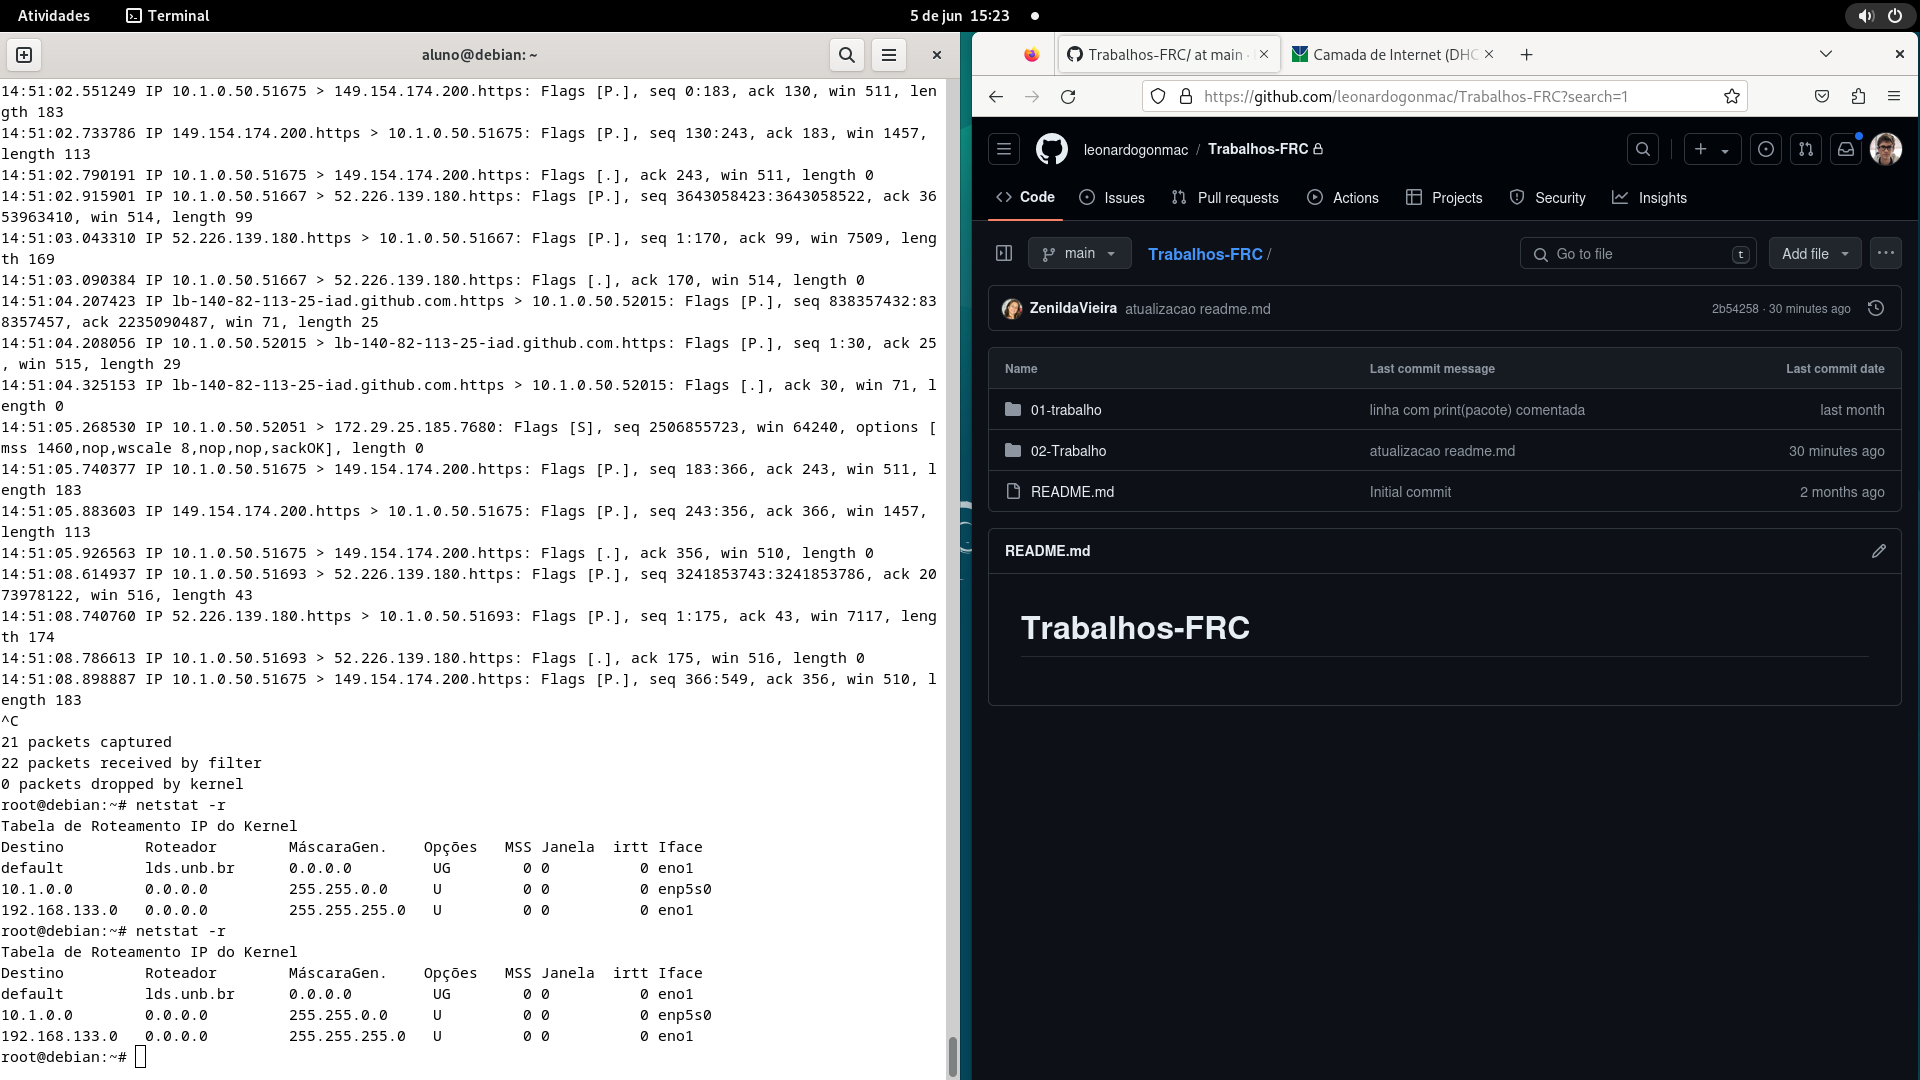 Atividades
Terminal
5 de jun 15:23
aluno@debian: ~
14:51:02.551249 IP 10.1.0.50.51675 > 149.154.174.200.https: Flags [P.], seq 0:183, ack 130, win 511, len
gth 183
14:51:02.733786 IP 149.154.174.200.https > 10.1.0.50.51675: Flags [P.], seq 130:243, ack 183, win 1457,
length 113
14:51:02.790191 IP 10.1.0.50.51675 > 149.154.174.200.https: Flags [.], ack 243, win 511, length 0
14:51:02.915901 IP 10.1.0.50.51667 > 52.226.139.180.https: Flags [P.], seq 3643058423:3643058522, ack 36
53963410, win 514, length 99
14:51:03.043310 IP 52.226.139.180.https > 10.1.0.50.51667: Flags [P.], seq 1:170, ack 99, win 7509, leng
th 169
14:51:03.090384 IP 10.1.0.50.51667 > 52.226.139.180.https: Flags [.], ack 170, win 514, length 0
14:51:04.207423 IP lb-140-82-113-25-iad.github.com.https > 10.1.0.50.52015: Flags [P.], seq 838357432:83
8357457, ack 2235090487, win 71, length 25
14:51:04.208056 IP 10.1.0.50.52015 > lb-140-82-113-25-iad.github.com.https: Flags [P.], seq 1:30, ack 25
, win 515, length 29
14:51:04.325153 IP lb-140-82-113-25-iad.github.com.https > 10.1.0.50.52015: Flags [.], ack 30, win 71, l
ength 0
14:51:05.268530 IP 10.1.0.50.52051 > 172.29.25.185.7680: Flags [S], seq 2506855723, win 64240, options [
mss 1460,nop,wscale 8,nop,nop,sackOK], length 0
14:51:05.740377 IP 10.1.0.50.51675 > 149.154.174.200.https: Flags [P.], seq 183:366, ack 243, win 511, l
ength 183
14:51:05.883603 IP 149.154.174.200.https > 10.1.0.50.51675: Flags [P.], seq 243:356, ack 366, win 1457,
length 113
14:51:05.926563 IP 10.1.0.50.51675 > 149.154.174.200.https: Flags [.], ack 356, win 510, length 0
14:51:08.614937 IP 10.1.0.50.51693 > 52.226.139.180.https: Flags [P.], seq 3241853743:3241853786, ack 20
73978122, win 516, length 43
14:51:08.740760 IP 52.226.139.180.https > 10.1.0.50.51693: Flags [P.], seq 1:175, ack 43, win 7117, leng
th 174
14:51:08.786613 IP 10.1.0.50.51693 > 52.226.139.180.https: Flags [.], ack 175, win 516, length 0
14:51:08.898887 IP 10.1.0.50.51675 > 149.154.174.200.https: Flags [P.], seq 366:549, ack 356, win 510, l
ength 183
^C
21 packets captured
22 packets received by filter
0 packets dropped by kernel
root@debian:~# netstat -r
Tabela de Roteamento IP do Kernel
Destino Roteador MáscaraGen. Opções MSS Janela irtt Iface
default lds.unb.br 0.0.0.0 UG 0 0 0 eno1
10.1.0.0 0.0.0.0 255.255.0.0 U 0 0 0 enp5s0
192.168.133.0 0.0.0.0 255.255.255.0 U 0 0 0 eno1
root@debian:~# netstat -r
Tabela de Roteamento IP do Kernel
Destino Roteador MáscaraGen. Opções MSS Janela irtt Iface
default lds.unb.br 0.0.0.0 UG 0 0 0 eno1
10.1.0.0 0.0.0.0 255.255.0.0 U 0 0 0 enp5s0
192.168.133.0 0.0.0.0 255.255.255.0 U 0 0 0 eno1
root@debian:~#
Trabalhos-FRC/ at main ·
Camada de Internet (DHC
https://github.com/leonardogonmac/Trabalhos-FRC?search=1
leonardogonmac / Trabalhos-FRC
Code Issues Pull requests Actions Projects Security Insights
main Trabalhos-FRC / Go to file t Add file
ZenildaVieira atualizacao readme.md 2b54258 · 30 minutes ago
Name Last commit message Last commit date
01-trabalho linha com print(pacote) comentada last month
02-Trabalho atualizacao readme.md 30 minutes ago
README.md Initial commit 2 months ago
README.md
Trabalhos-FRC